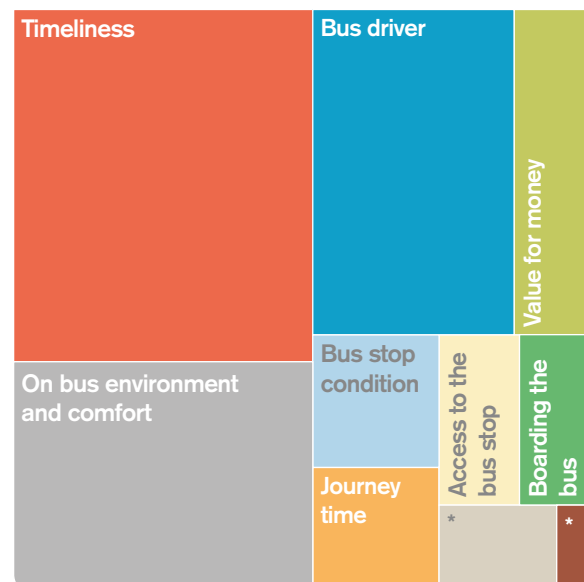 Timeliness
Bus driver
Value for money
On bus environment
and comfort
Bus stop
condition
Access to the
bus stop
Boarding the
bus
Journey
time
*
*